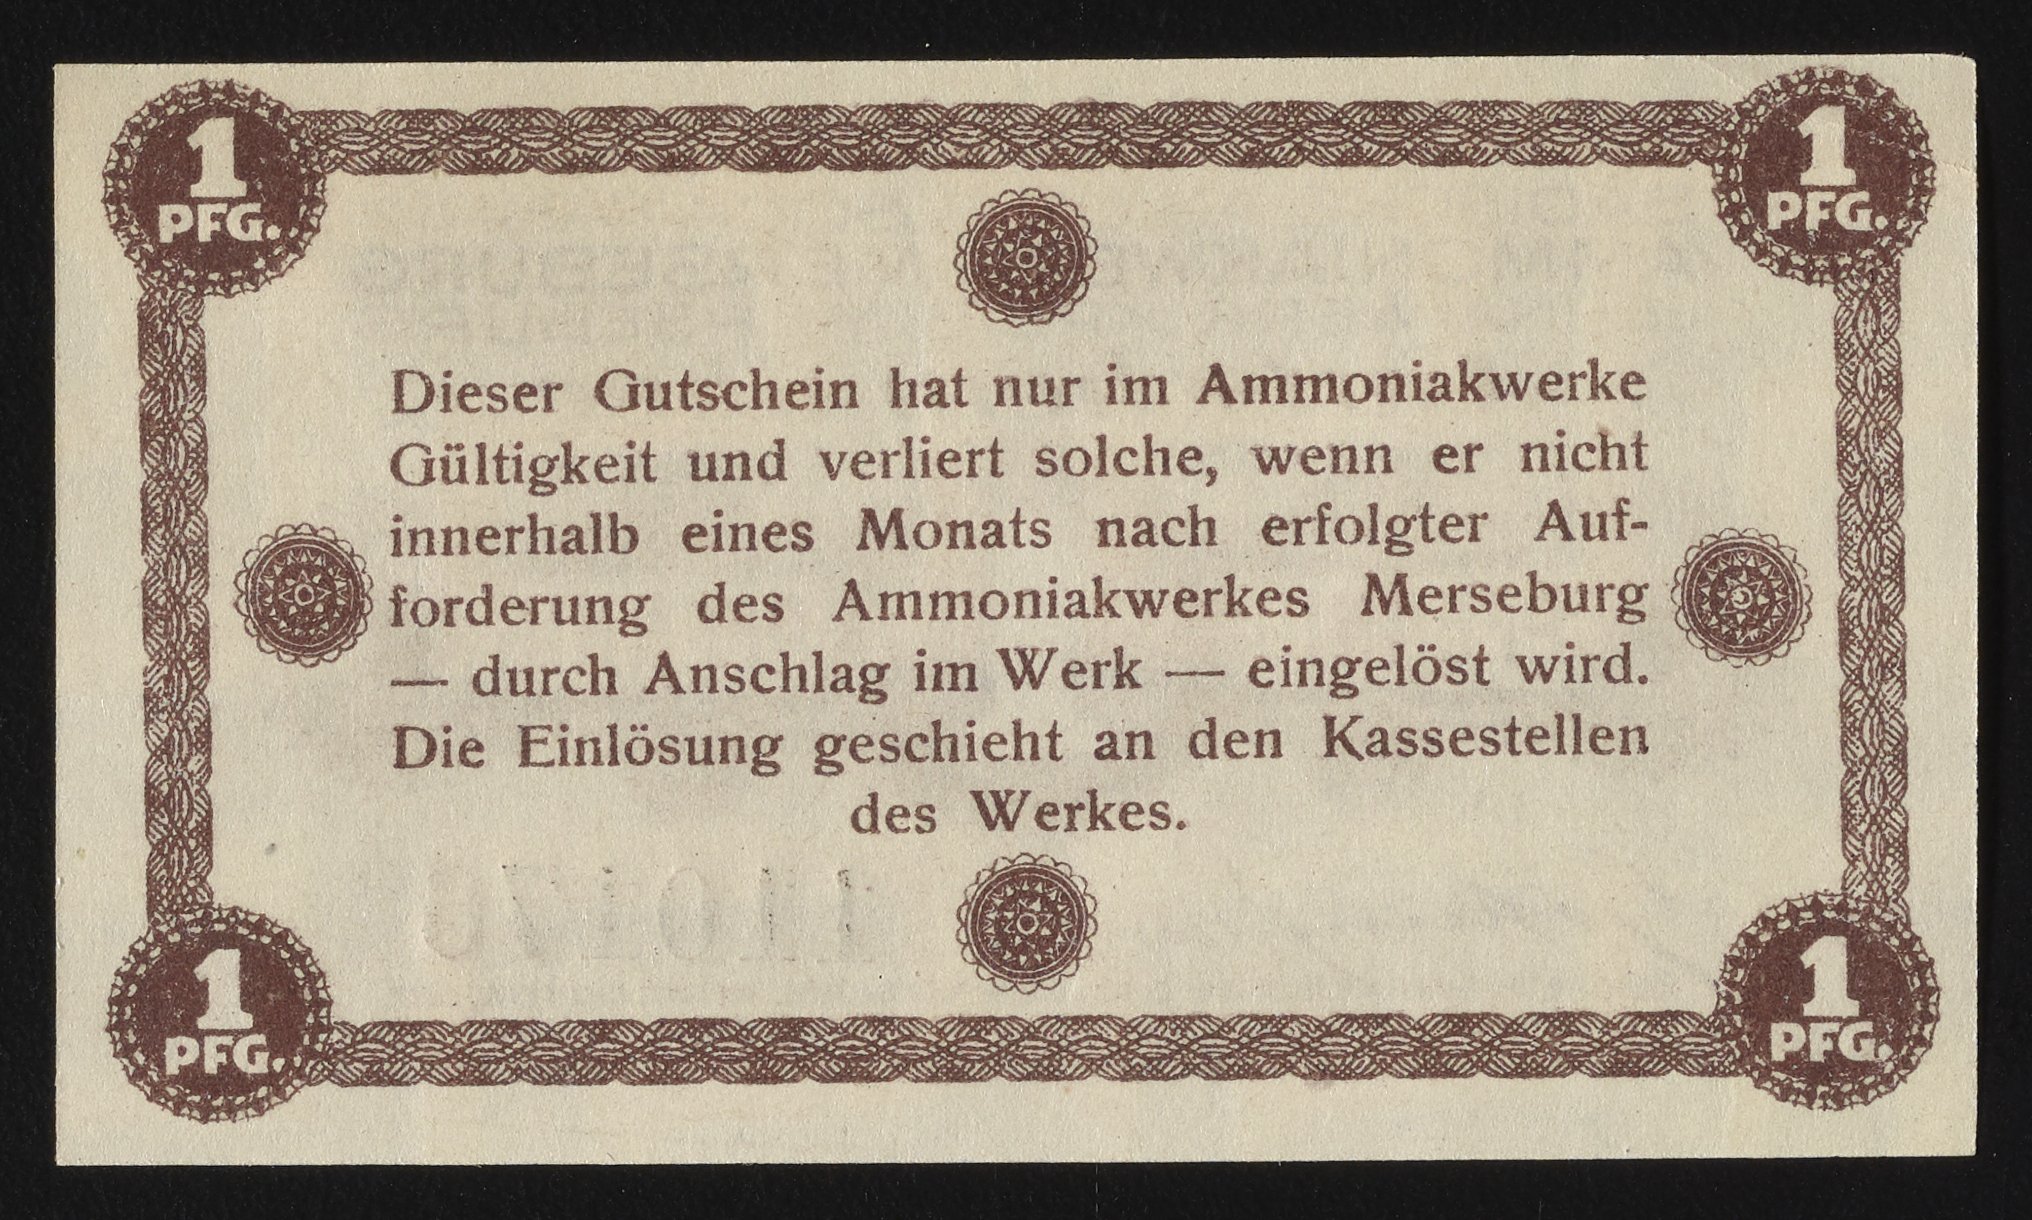 1
PFG.
1
PFG.
Dieser Gutschein hat nur im Ammoniakwerke
Gültigkeit und verliert solche, wenn er nicht
innerhalb eines Monats nach erfolgter Auf-
forderung des Ammoniakwerkes Merseburg
— durch Anschlag im Werk — eingelöst wird.
Die Einlösung geschieht an den Kassestellen
des Werkes.
1
PFG.
1
PFG.